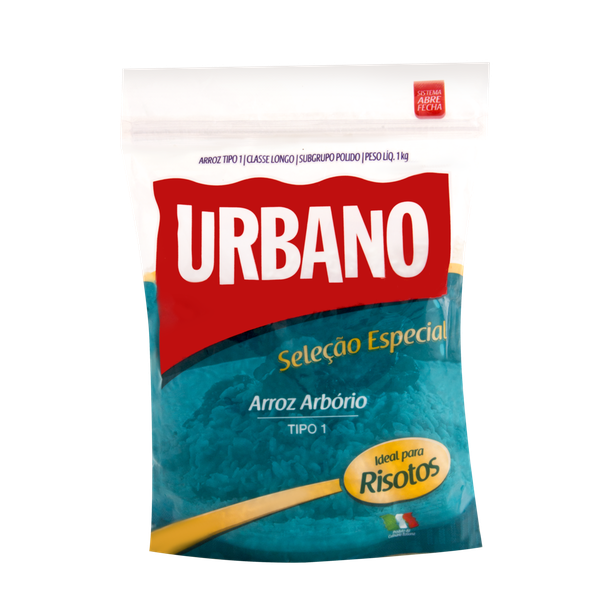 SISTEMA
ABRE
FECHA
ARROZ TIPO 1 | CLASSE LONGO | SUBGRUPO POLIDO | PESO LÍQ. 1 kg
URBANO
Seleção Especial
Arroz Arbório
TIPO 1
Ideal para
Risotos